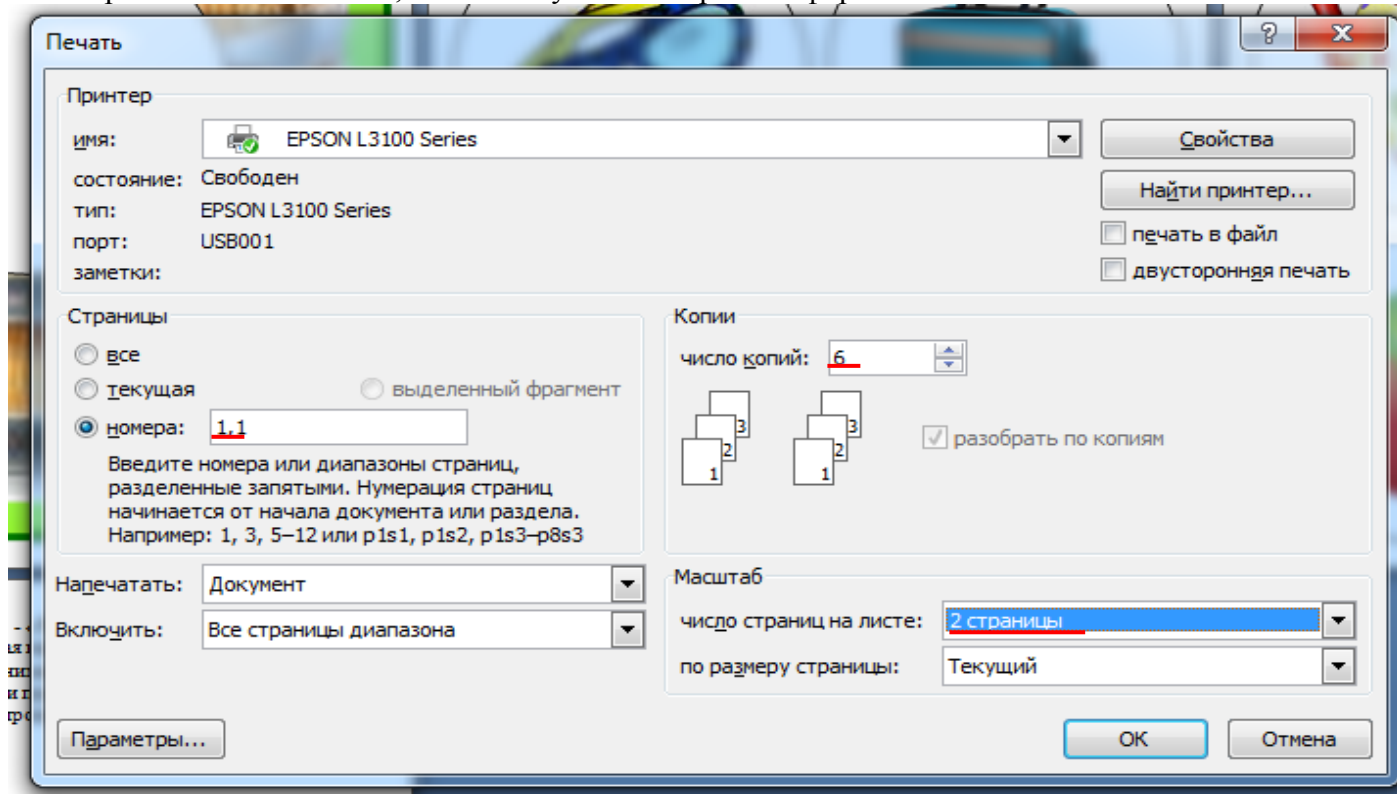 Печать
Принтер
имя: EPSON L3100 Series
Свойства
состояние: Свободен
Найти принтер...
тип: EPSON L3100 Series
порт: USB001
печать в файл
заметки:
двусторонняя печать
Страницы
все
текущая
выделенный фрагмент
номера: 1,1
Введите номера или диапазоны страниц,
разделенные запятыми. Нумерация страниц
начинается от начала документа или раздела.
Например: 1, 3, 5–12 или p1s1, p1s2, p1s3–p8s3
Копии
число копий: 6
1 2 3
1 2 3
разобрать по копиям
Напечатать: Документ
Включить: Все страницы диапазона
Масштаб
число страниц на листе: 2 страницы
по размеру страницы: Текущий
Параметры...
ОК
Отмена